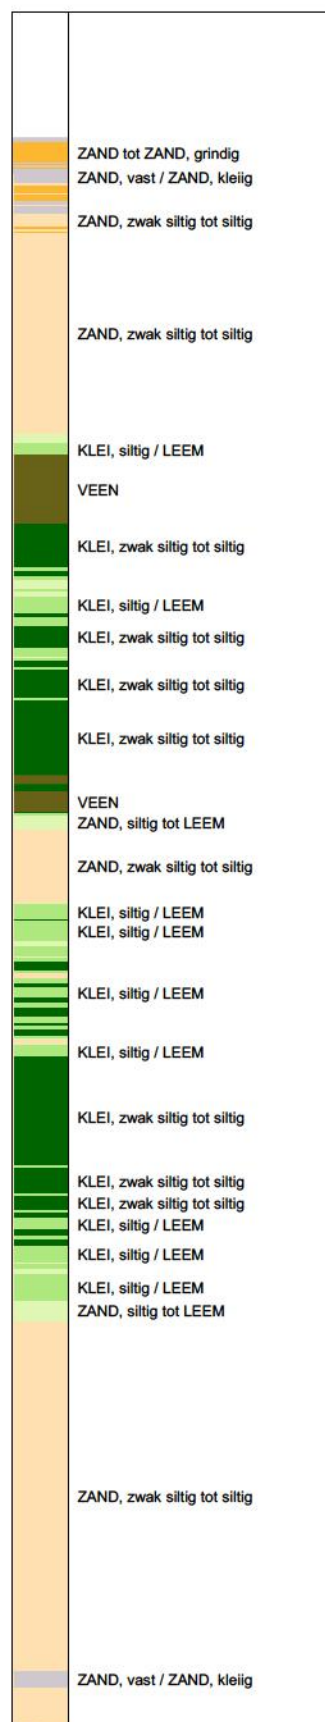 ZAND tot ZAND, grindig
ZAND, vast / ZAND, kleiig
ZAND, zwak siltig tot siltig
ZAND, zwak siltig tot siltig
KLEI, siltig / LEEM
VEEN
KLEI, zwak siltig tot siltig
KLEI, siltig / LEEM
KLEI, zwak siltig tot siltig
KLEI, zwak siltig tot siltig
KLEI, zwak siltig tot siltig
VEEN
ZAND, siltig tot LEEM
ZAND, zwak siltig tot siltig
KLEI, siltig / LEEM
KLEI, siltig / LEEM
KLEI, siltig / LEEM
KLEI, siltig / LEEM
KLEI, zwak siltig tot siltig
KLEI, zwak siltig tot siltig
KLEI, zwak siltig tot siltig
KLEI, siltig / LEEM
KLEI, siltig / LEEM
KLEI, siltig / LEEM
ZAND, siltig tot LEEM
ZAND, zwak siltig tot siltig
ZAND, vast / ZAND, kleiig